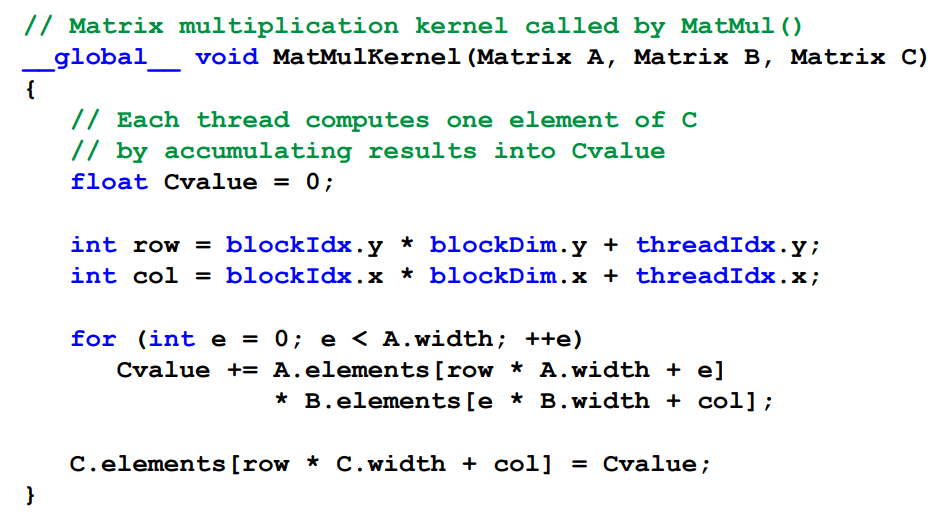 // Matrix multiplication kernel called by MatMul()
__global__ void MatMulKernel(Matrix A, Matrix B, Matrix C)
{
// Each thread computes one element of C
// by accumulating results into Cvalue
float Cvalue = 0;
int row = blockIdx.y * blockDim.y + threadIdx.y;
int col = blockIdx.x * blockDim.x + threadIdx.x;
for (int e = 0; e < A.width; ++e)
Cvalue += A.elements[row * A.width + e]
* B.elements[e * B.width + col];
C.elements[row * C.width + col] = Cvalue;
}